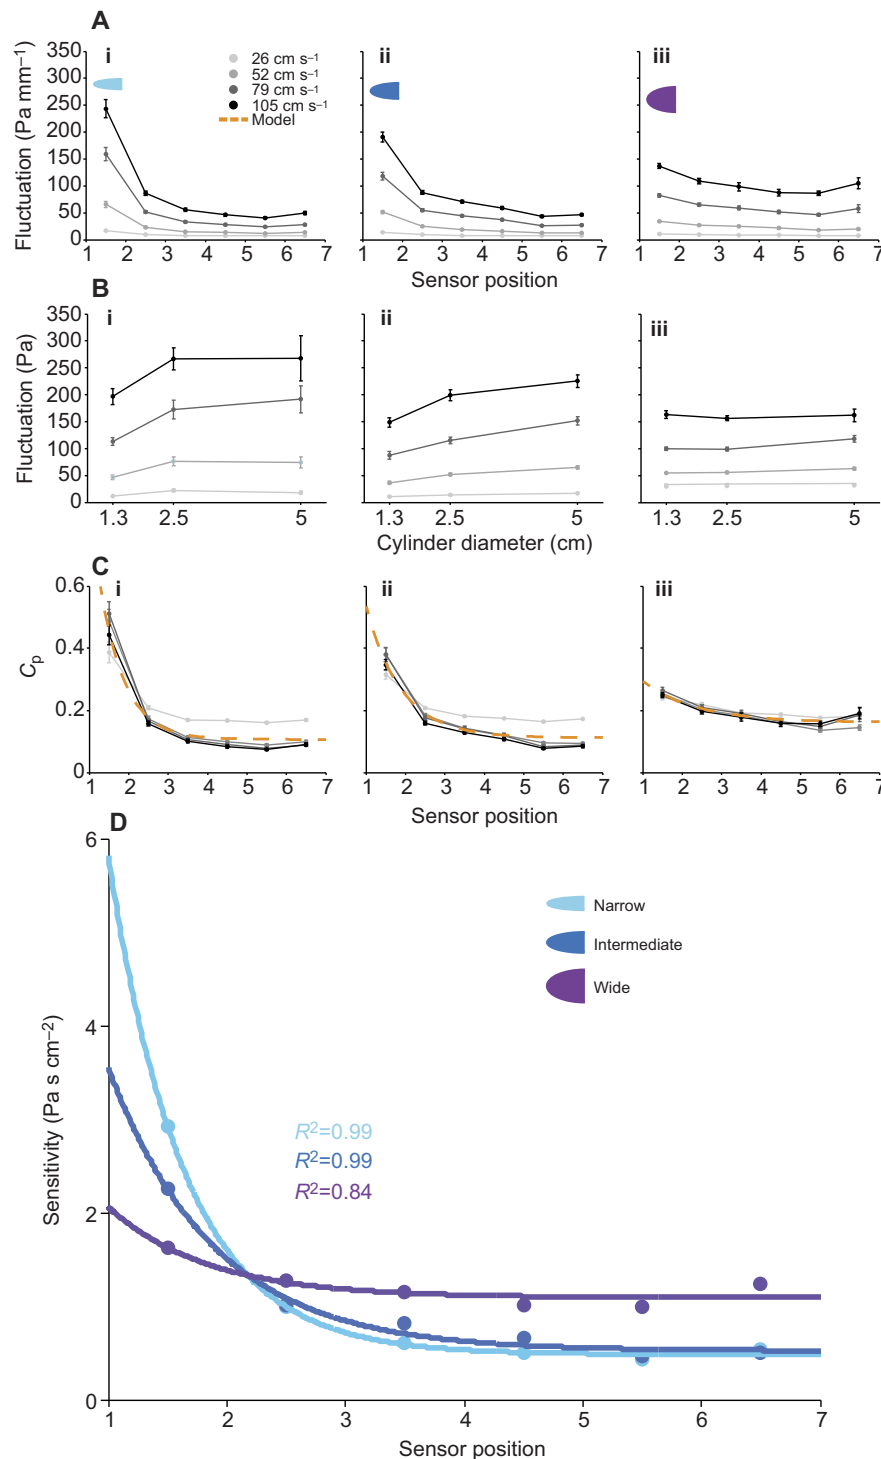 A
i
ii
iii
26 cm s⁻¹
52 cm s⁻¹
79 cm s⁻¹
105 cm s⁻¹
Model
Fluctuation (Pa mm⁻¹)
350
300
250
200
150
100
50
0
1 2 3 4 5 6 7
1 2 3 4 5 6 7
1 2 3 4 5 6 7
Sensor position
B
i
ii
iii
Fluctuation (Pa)
350
300
250
200
150
100
50
0
1.3 2.5 5
1.3 2.5 5
1.3 2.5 5
Cylinder diameter (cm)
C
i
ii
iii
Cp
0.6
0.4
0.2
0
1 2 3 4 5 6 7
1 2 3 4 5 6 7
1 2 3 4 5 6 7
Sensor position
D
Sensitivity (Pa s cm⁻²)
6
4
2
0
Narrow
Intermediate
Wide
R²=0.99
R²=0.99
R²=0.84
1 2 3 4 5 6 7
Sensor position